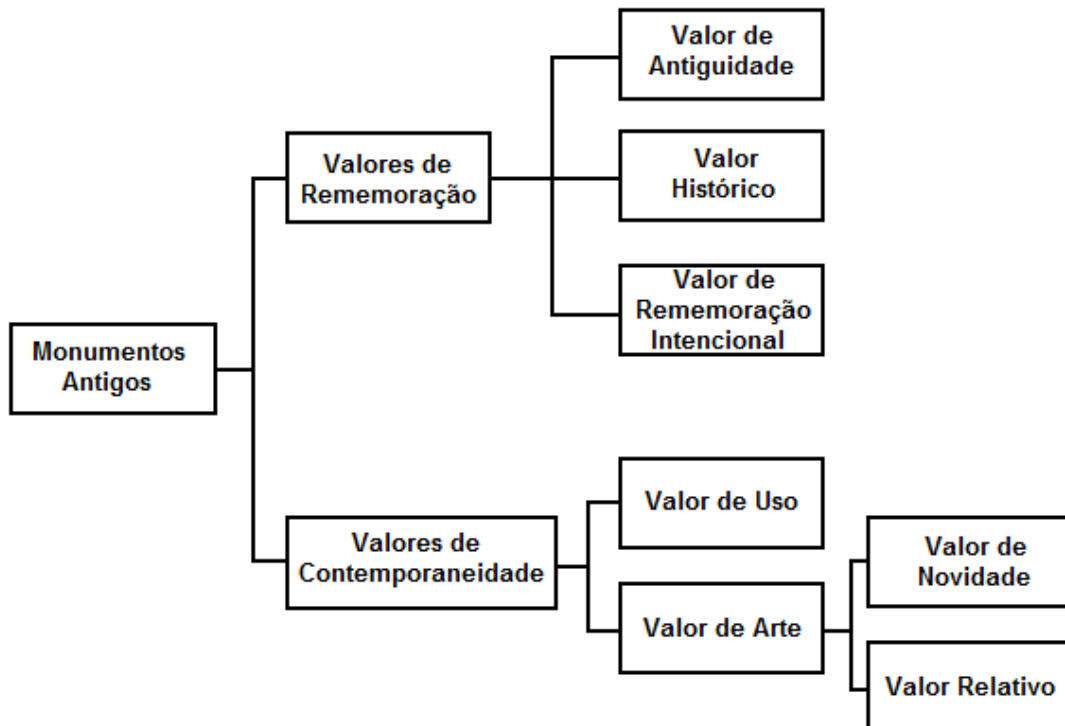 Monumentos
Antigos
Valores de
Rememoração
Valor de
Antiguidade
Valor
Histórico
Valor de
Rememoração
Intencional
Valores de
Contemporaneidade
Valor de Uso
Valor de Arte
Valor de
Novidade
Valor Relativo